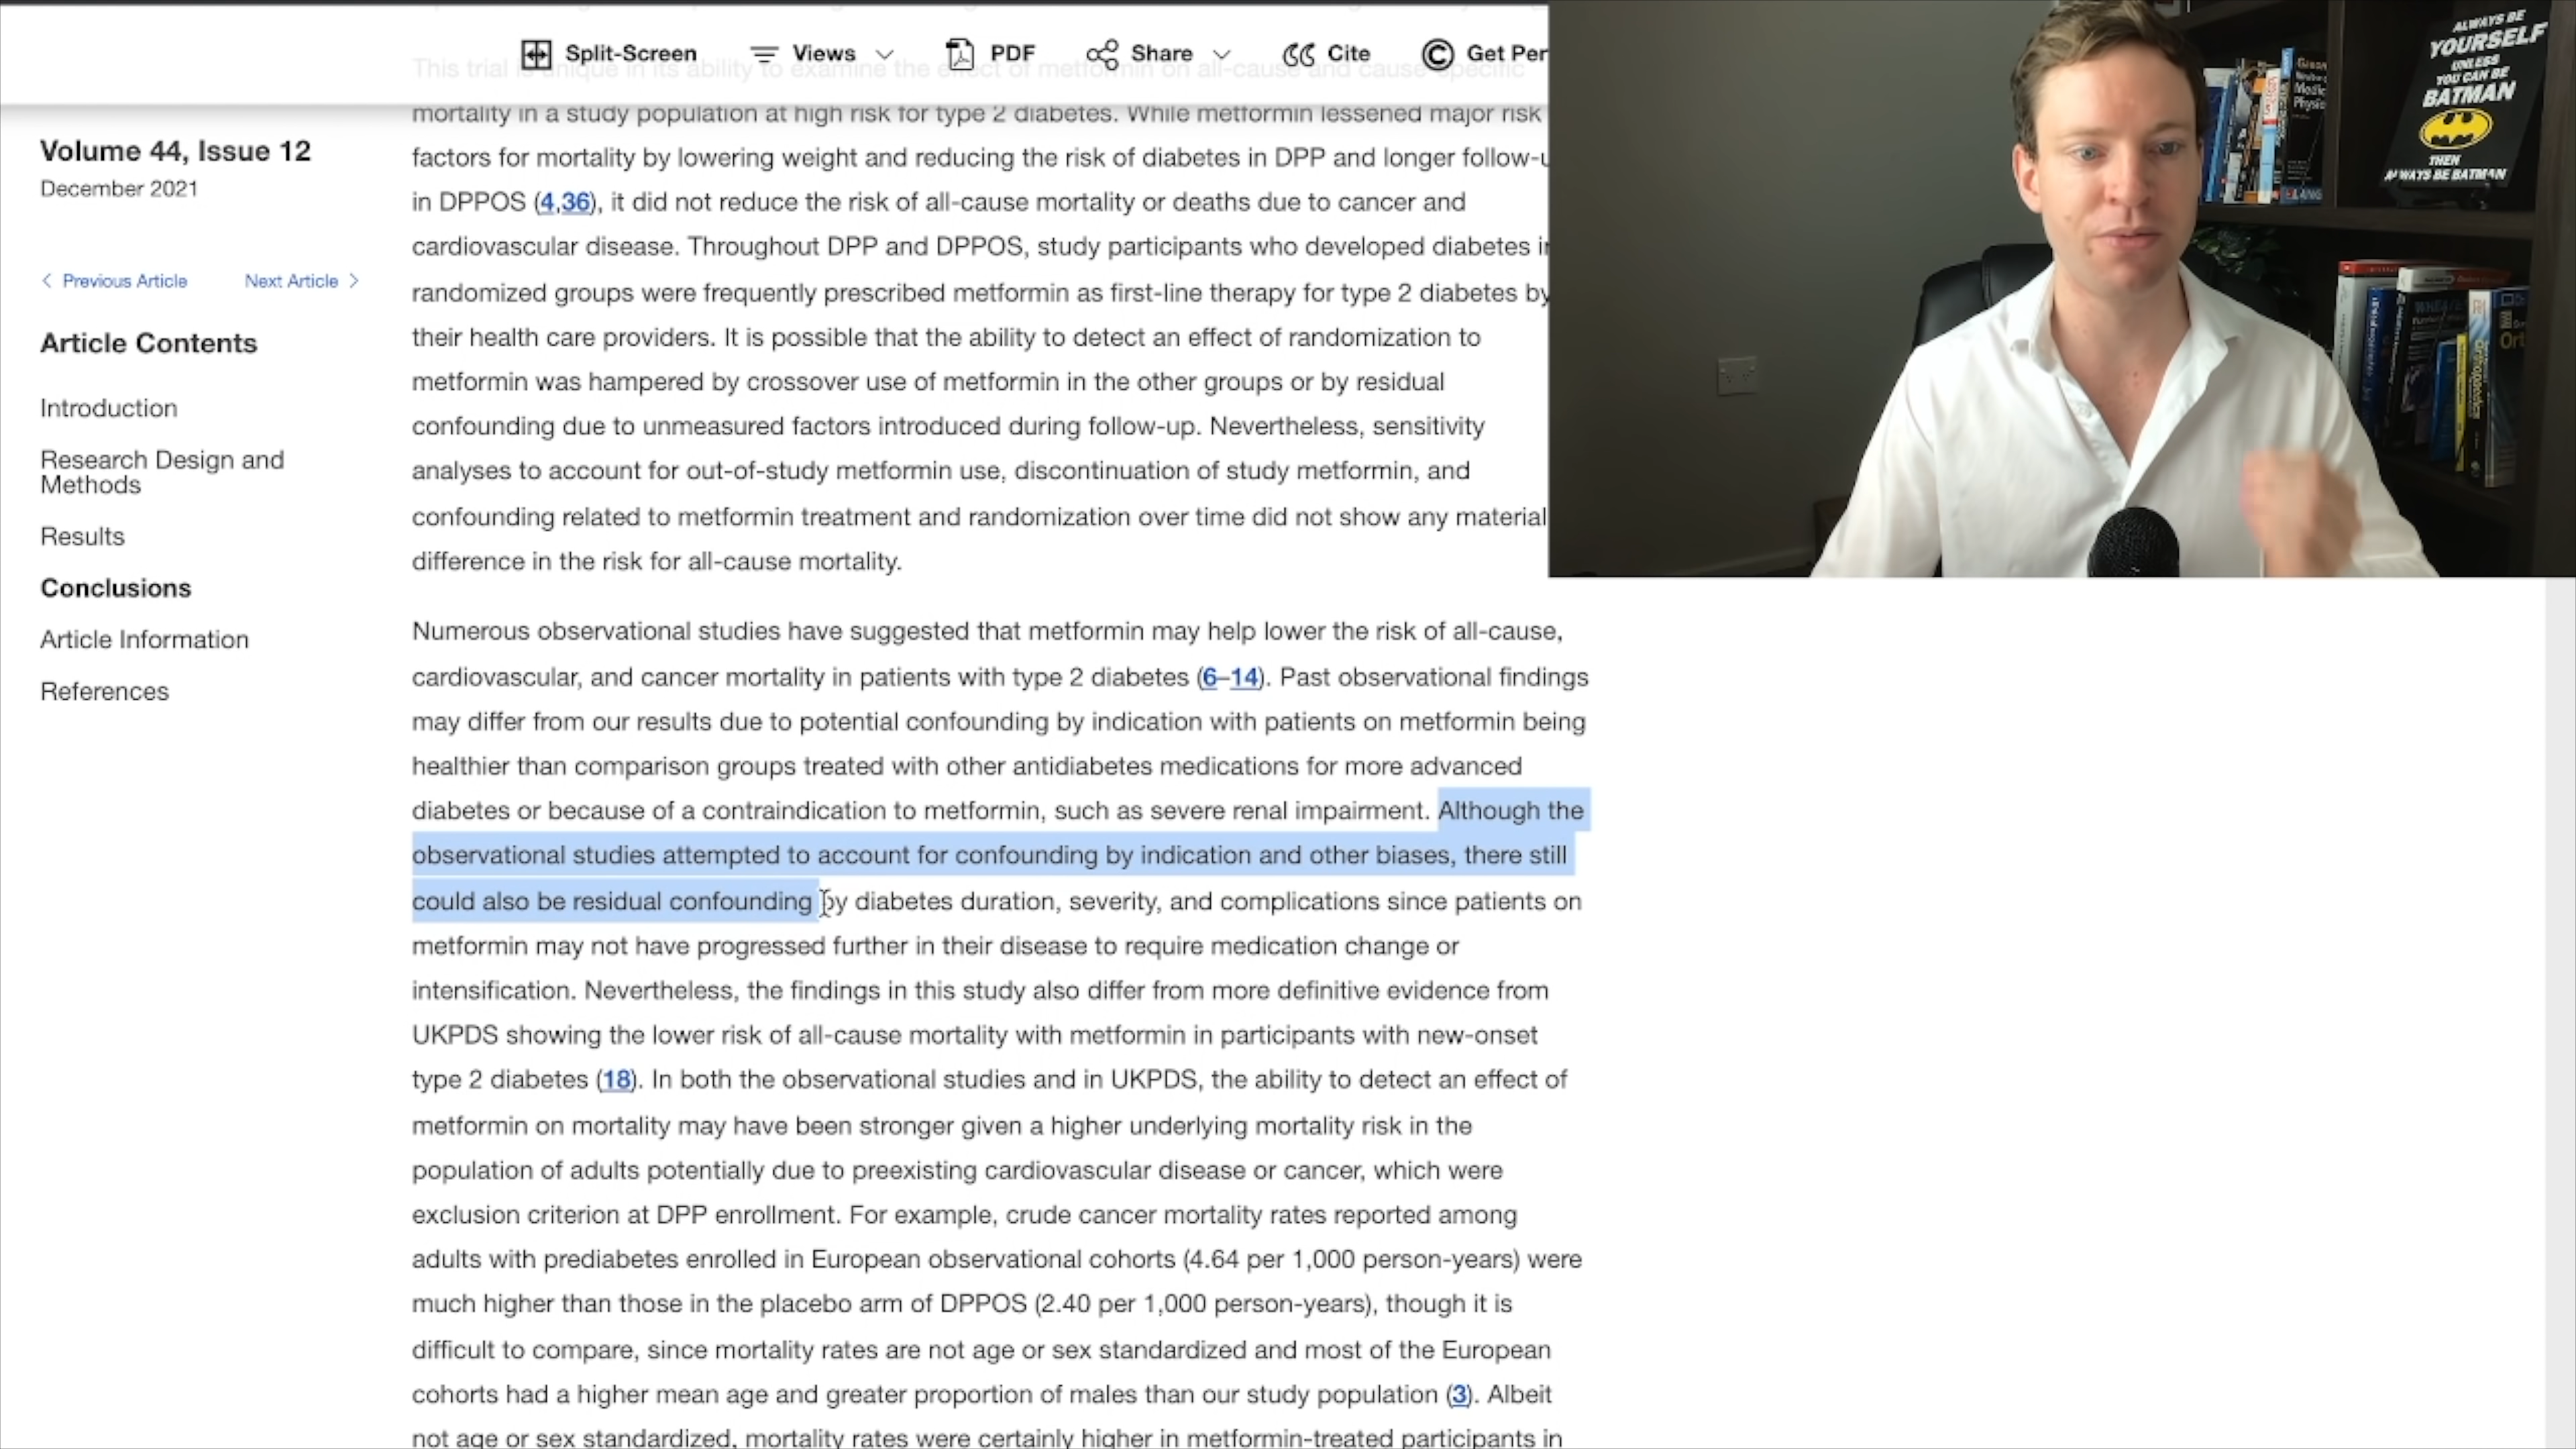 Split-Screen
Views
PDF
Share
Cite
Get Per
This trial is unique in its ability to examine the effect of metformin on all-cause and cause-specific
mortality in a study population at high risk for type 2 diabetes. While metformin lessened major risk
factors for mortality by lowering weight and reducing the risk of diabetes in DPP and longer follow-u
in DPPOS (4,36), it did not reduce the risk of all-cause mortality or deaths due to cancer and
cardiovascular disease. Throughout DPP and DPPOS, study participants who developed diabetes in
randomized groups were frequently prescribed metformin as first-line therapy for type 2 diabetes by
their health care providers. It is possible that the ability to detect an effect of randomization to
metformin was hampered by crossover use of metformin in the other groups or by residual
confounding due to unmeasured factors introduced during follow-up. Nevertheless, sensitivity
analyses to account for out-of-study metformin use, discontinuation of study metformin, and
confounding related to metformin treatment and randomization over time did not show any material
difference in the risk for all-cause mortality.
Numerous observational studies have suggested that metformin may help lower the risk of all-cause,
cardiovascular, and cancer mortality in patients with type 2 diabetes (6–14). Past observational findings
may differ from our results due to potential confounding by indication with patients on metformin being
healthier than comparison groups treated with other antidiabetes medications for more advanced
diabetes or because of a contraindication to metformin, such as severe renal impairment. Although the
observational studies attempted to account for confounding by indication and other biases, there still
could also be residual confounding by diabetes duration, severity, and complications since patients on
metformin may not have progressed further in their disease to require medication change or
intensification. Nevertheless, the findings in this study also differ from more definitive evidence from
UKPDS showing the lower risk of all-cause mortality with metformin in participants with new-onset
type 2 diabetes (18). In both the observational studies and in UKPDS, the ability to detect an effect of
metformin on mortality may have been stronger given a higher underlying mortality risk in the
population of adults potentially due to preexisting cardiovascular disease or cancer, which were
exclusion criterion at DPP enrollment. For example, crude cancer mortality rates reported among
adults with prediabetes enrolled in European observational cohorts (4.64 per 1,000 person-years) were
much higher than those in the placebo arm of DPPOS (2.40 per 1,000 person-years), though it is
difficult to compare, since mortality rates are not age or sex standardized and most of the European
cohorts had a higher mean age and greater proportion of males than our study population (3). Albeit
not age or sex standardized, mortality rates were certainly higher in metformin-treated participants in
Volume 44, Issue 12
December 2021
Previous Article
Next Article
Article Contents
Introduction
Research Design and
Methods
Results
Conclusions
Article Information
References
ALWAYS BE
YOURSELF
UNLESS
YOU CAN BE
BATMAN
THEN
ALWAYS BE BATMAN